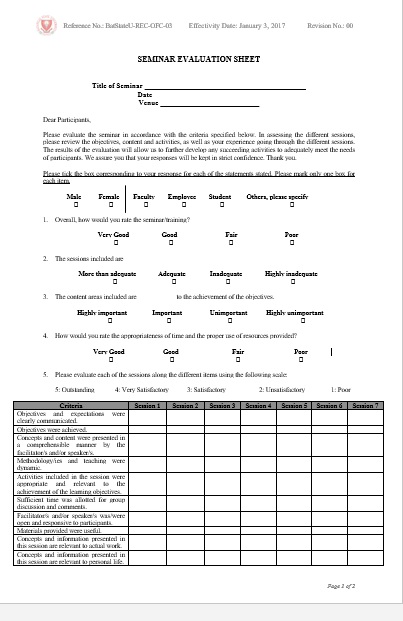 Reference No.: BatStateU-REC-OFC-03 Effectivity Date: January 3, 2017 Revision No.: 00
SEMINAR EVALUATION SHEET
Title of Seminar
Date
Venue
Dear Participants,
Please evaluate the seminar in accordance with the criteria specified below. In assessing the different sessions,
please review the objectives, content and activities, as well as your experience going through the different sessions.
The results of the evaluation will allow us to further develop any succeeding activities to adequately meet the needs
of participants. We assure you that your responses will be kept in strict confidence. Thank you.
Please tick the box corresponding to your response for each of the statements stated. Please mark only one box for
each item.
Male Female Faculty Employee Student Others, please specify
1. Overall, how would you rate the seminar/training?
Very Good Good Fair Poor
2. The sessions included are
More than adequate Adequate Inadequate Highly inadequate
3. The content areas included are to the achievement of the objectives.
Highly important Important Unimportant Highly unimportant
4. How would you rate the appropriateness of time and the proper use of resources provided?
Very Good Good Fair Poor
5. Please evaluate each of the sessions along the different items using the following scale:
5: Outstanding 4: Very Satisfactory 3: Satisfactory 2: Unsatisfactory 1: Poor
Criteria Session 1 Session 2 Session 3 Session 4 Session 5 Session 6 Session 7
Objectives and expectations were
clearly communicated.
Objectives were achieved.
Concepts and content were presented in
a comprehensible manner by the
facilitator/s and/or speaker/s.
Methodology/ies and teaching were
dynamic.
Activities included in the session were
appropriate and relevant to the
achievement of the learning objectives.
Sufficient time was allotted for group
discussion and comments.
Facilitator/s and/or speaker/s was/were
open and responsive to participants.
Materials provided were useful.
Concepts and information presented in
this session are relevant to actual work.
Concepts and information presented in
this session are relevant to personal life.
Page 1 of 2